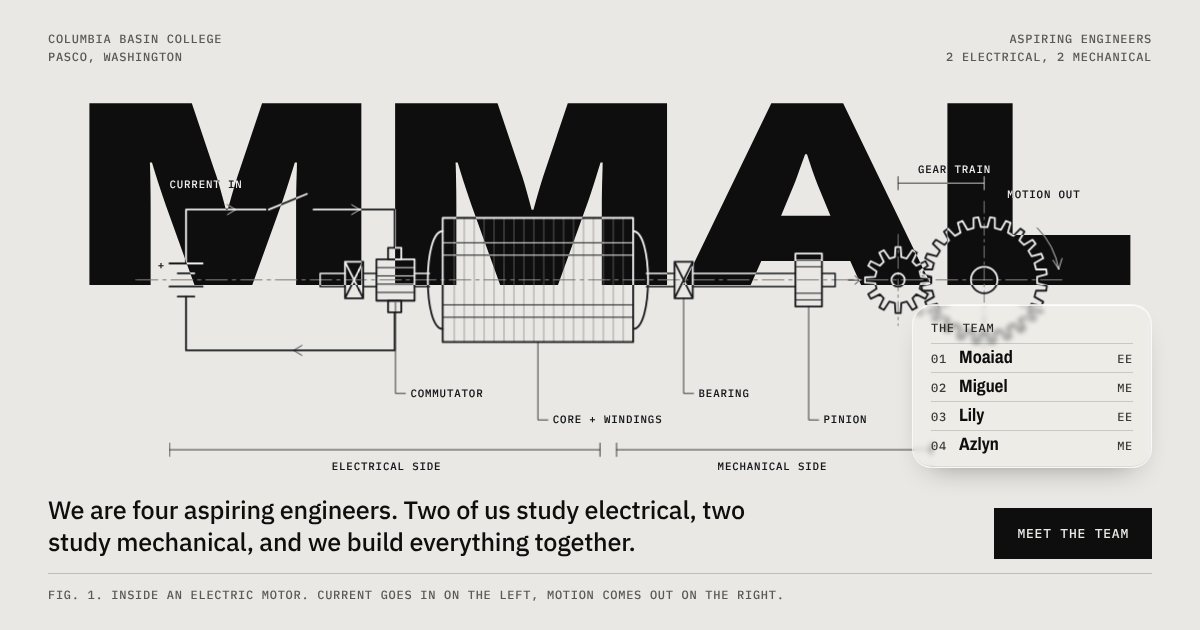 COLUMBIA BASIN COLLEGE
PASCO, WASHINGTON
ASPIRING ENGINEERS
2 ELECTRICAL, 2 MECHANICAL
MMAL
CURRENT IN
GEAR TRAIN
MOTION OUT
+
COMMUTATOR
CORE + WINDINGS
BEARING
PINION
ELECTRICAL SIDE
MECHANICAL SIDE
THE TEAM
01 Moaiad EE
02 Miguel ME
03 Lily EE
04 Azlyn ME
We are four aspiring engineers. Two of us study electrical, two
study mechanical, and we build everything together.
MEET THE TEAM
FIG. 1. INSIDE AN ELECTRIC MOTOR. CURRENT GOES IN ON THE LEFT, MOTION COMES OUT ON THE RIGHT.